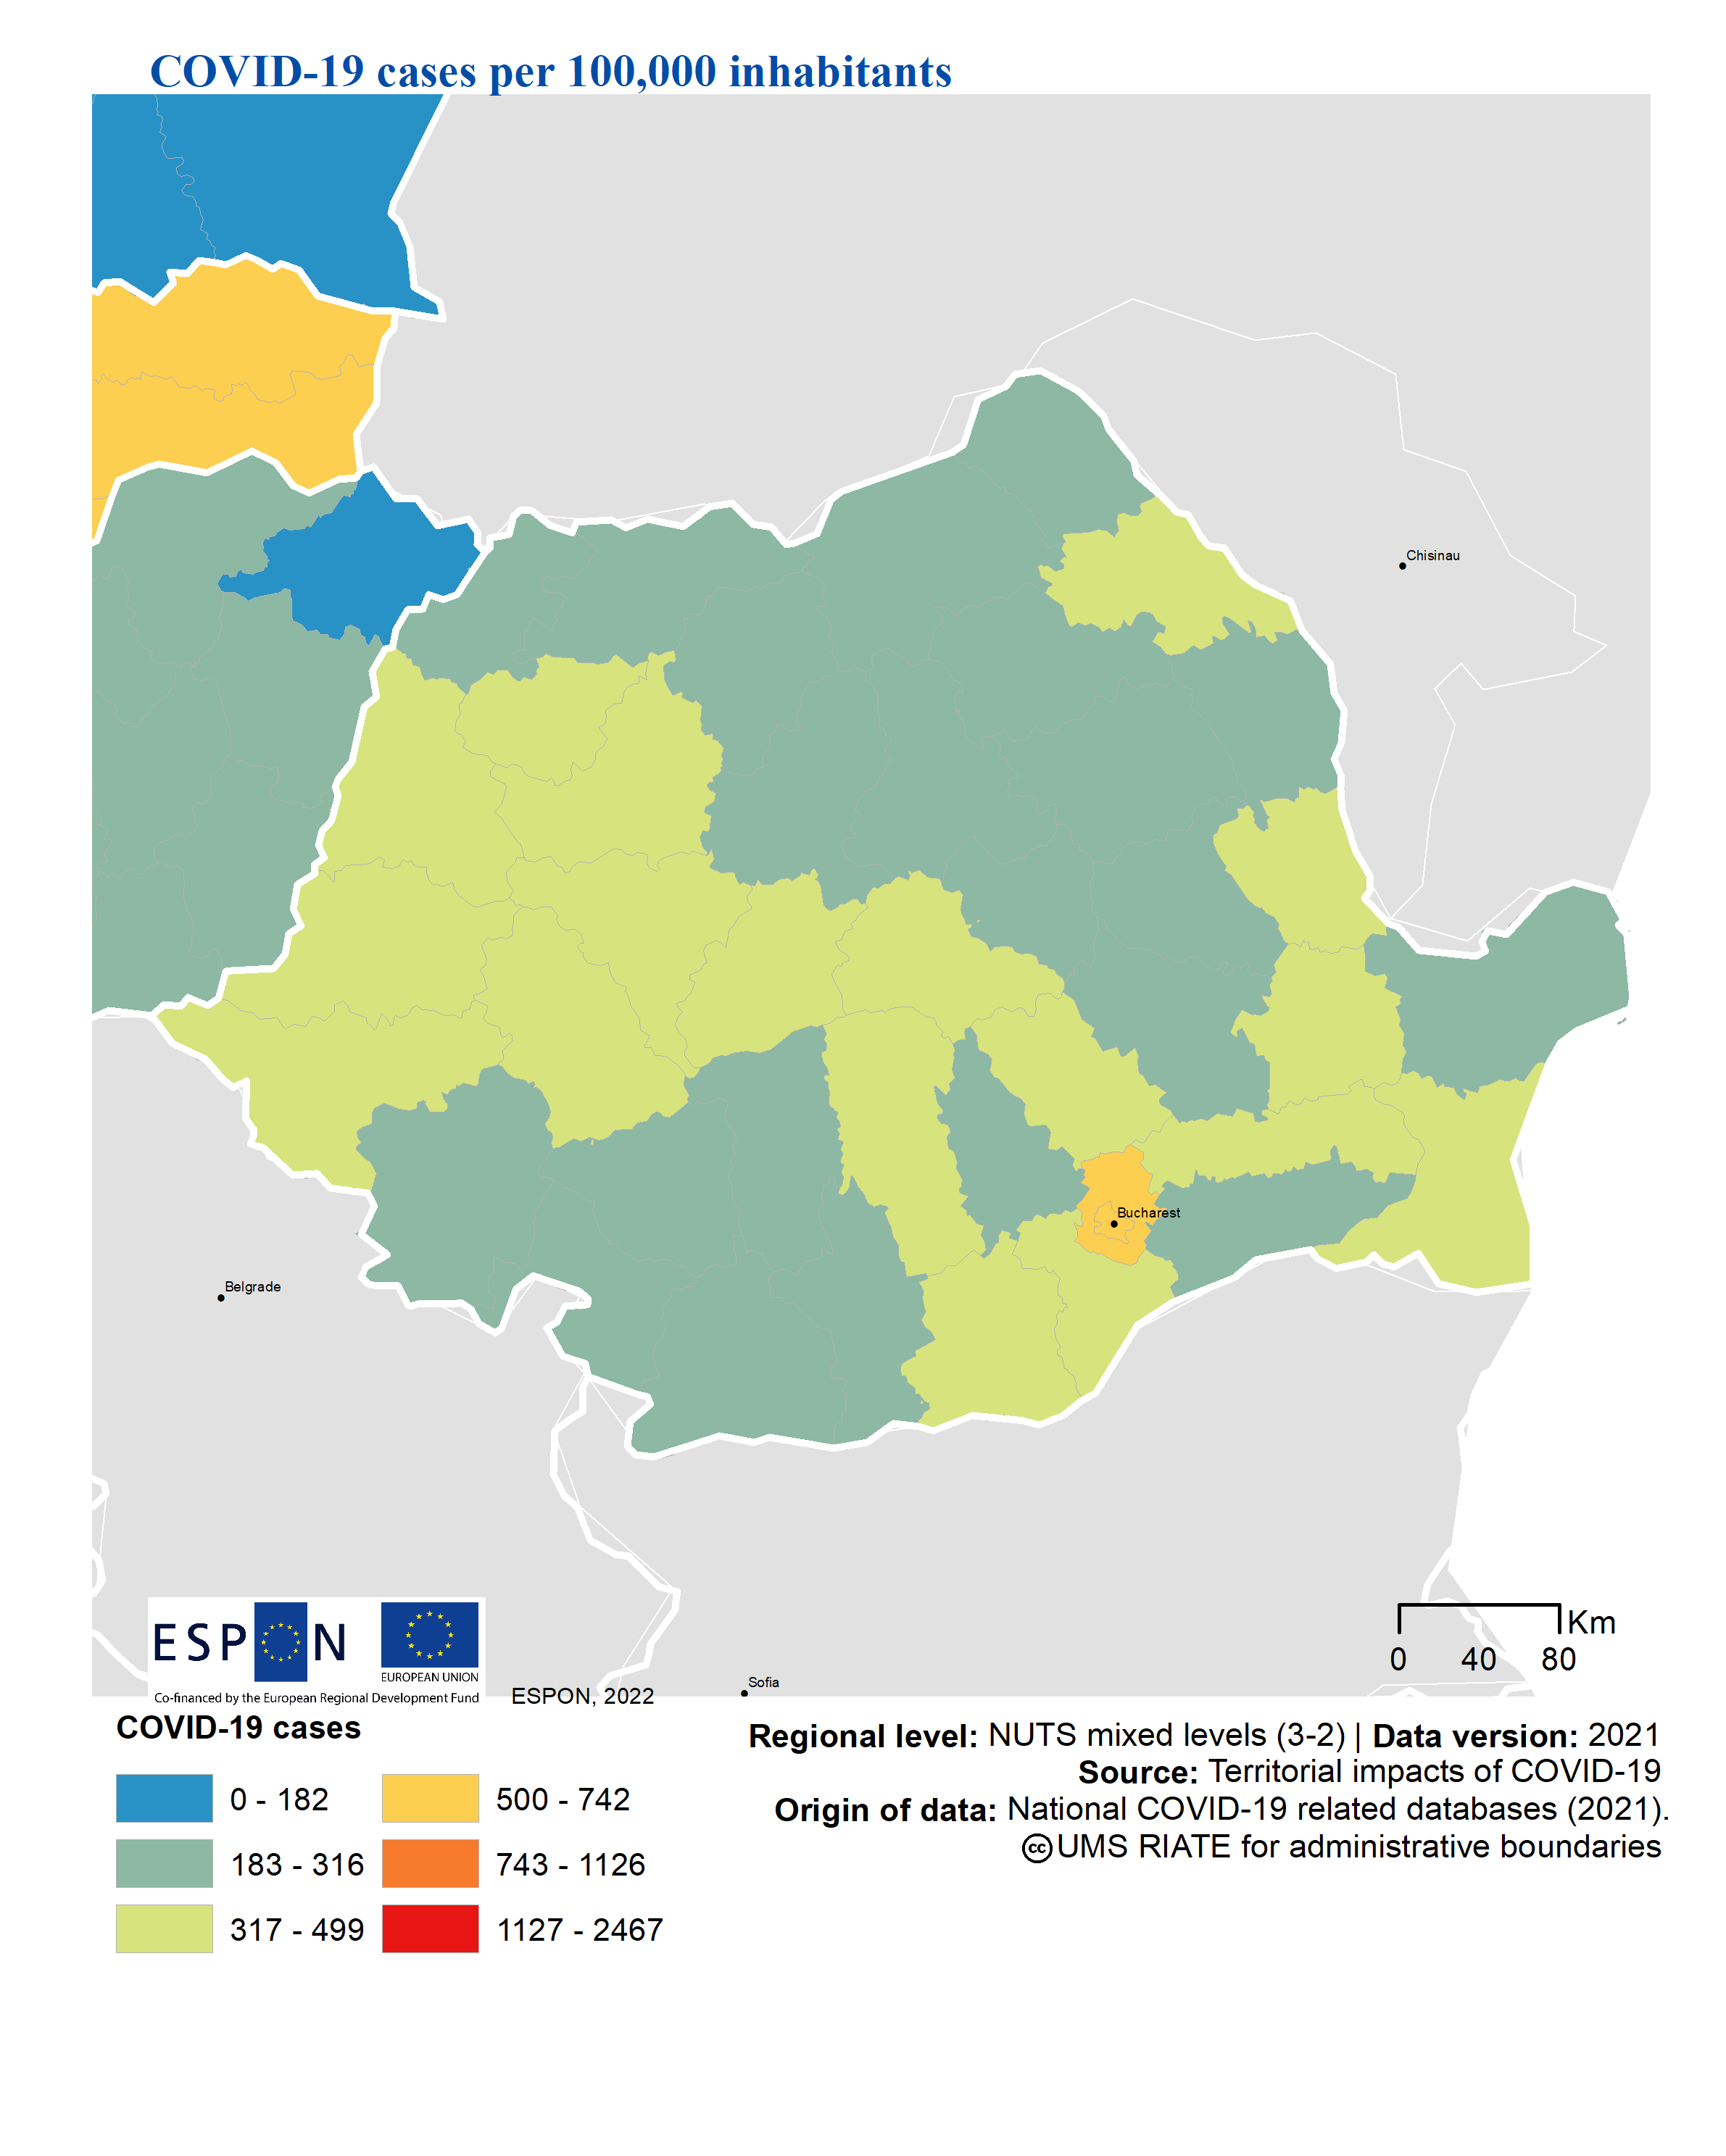 COVID-19 cases per 100,000 inhabitants
Chisinau
Bucharest
Belgrade
Sofia
Km
0 40 80
ESPON
EUROPEAN UNION
Co-financed by the European Regional Development Fund
ESPON, 2022
COVID-19 cases
0 - 182
183 - 316
317 - 499
500 - 742
743 - 1126
1127 - 2467
Regional level: NUTS mixed levels (3-2) | Data version: 2021
Source: Territorial impacts of COVID-19
Origin of data: National COVID-19 related databases (2021).
cc UMS RIATE for administrative boundaries